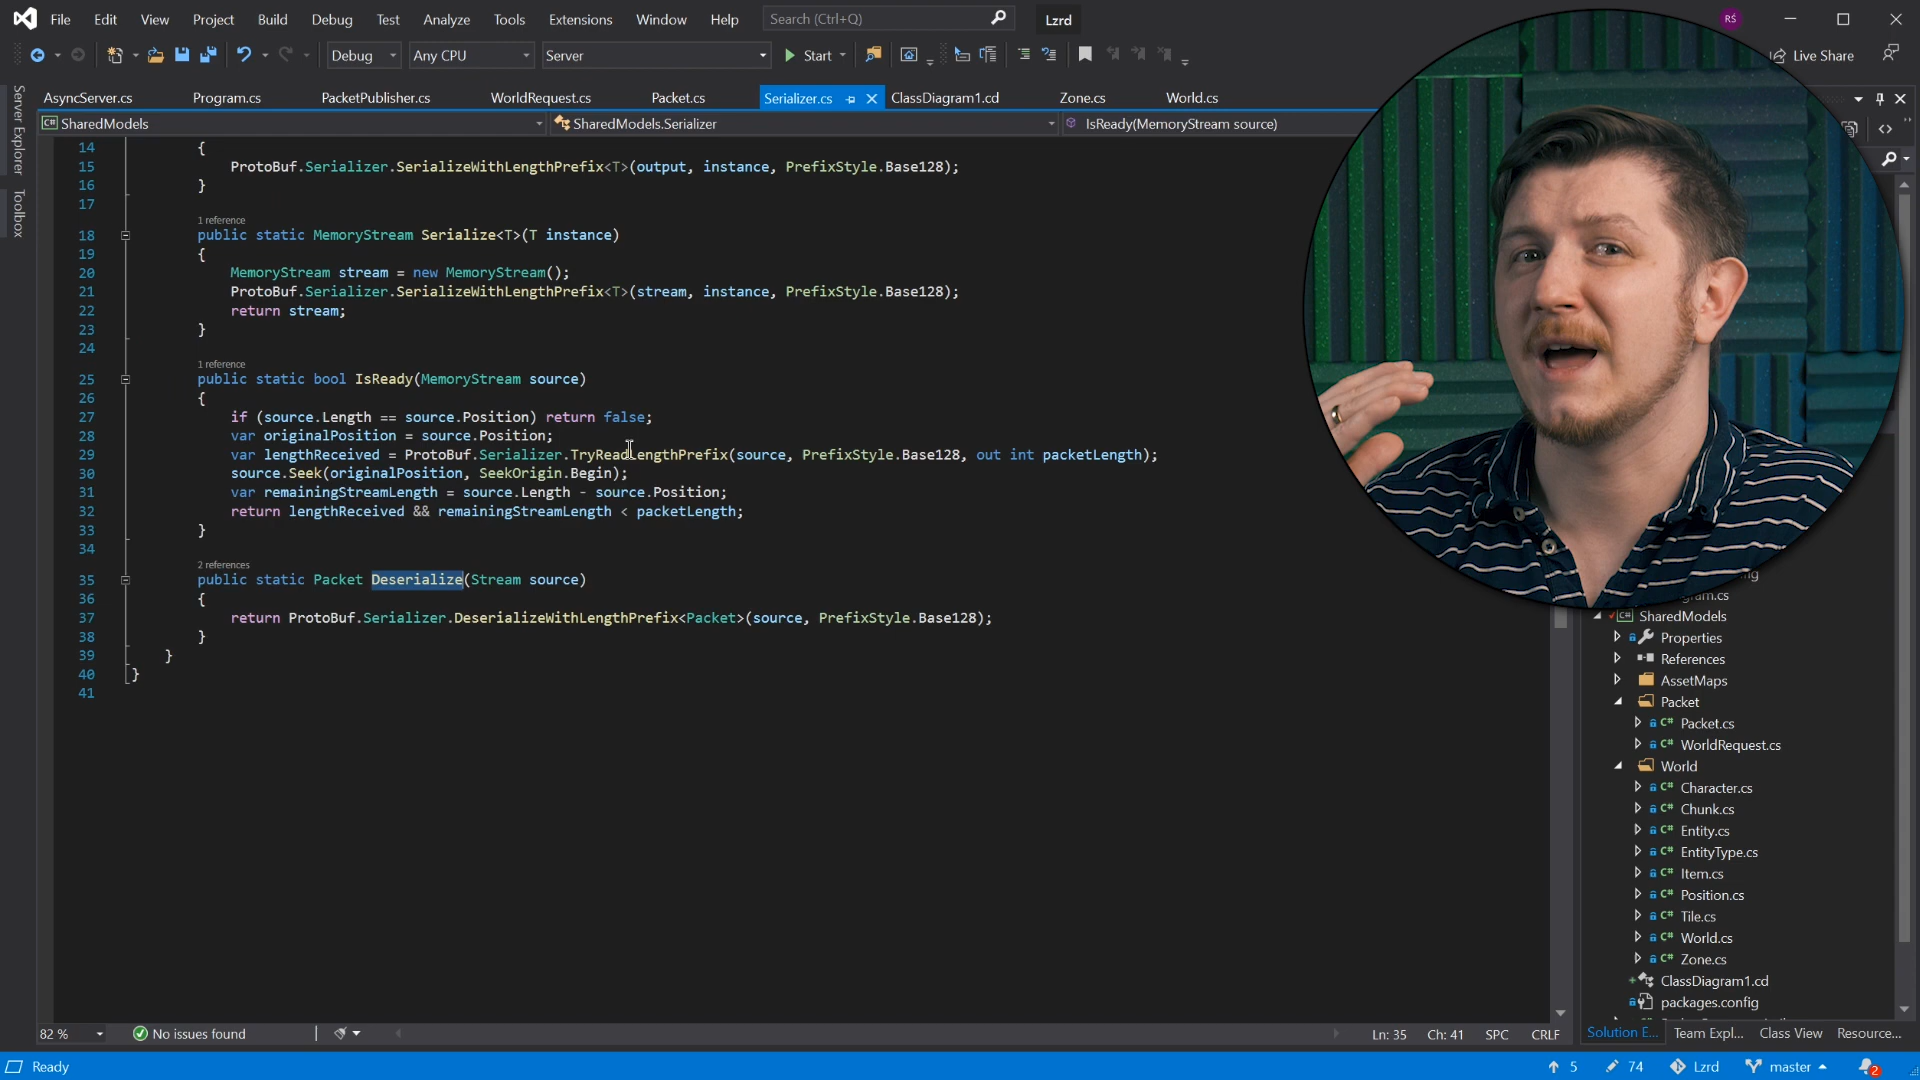 File Edit View Project Build Debug Test Analyze Tools Extensions Window Help Search (Ctrl+Q) Lzrd RŚ
Debug Any CPU Server Start Live Share
AsyncServer.cs Program.cs PacketPublisher.cs WorldRequest.cs Packet.cs Serializer.cs ClassDiagram1.cd Zone.cs World.cs
C# SharedModels SharedModels.Serializer IsReady(MemoryStream source)
Server Explorer
Toolbox
14 {
15 ProtoBuf.Serializer.SerializeWithLengthPrefix<T>(output, instance, PrefixStyle.Base128);
16 }
17
1 reference
18 public static MemoryStream Serialize<T>(T instance)
19 {
20 MemoryStream stream = new MemoryStream();
21 ProtoBuf.Serializer.SerializeWithLengthPrefix<T>(stream, instance, PrefixStyle.Base128);
22 return stream;
23 }
24
1 reference
25 public static bool IsReady(MemoryStream source)
26 {
27 if (source.Length == source.Position) return false;
28 var originalPosition = source.Position;
29 var lengthReceived = ProtoBuf.Serializer.TryReadLengthPrefix(source, PrefixStyle.Base128, out int packetLength);
30 source.Seek(originalPosition, SeekOrigin.Begin);
31 var remainingStreamLength = source.Length - source.Position;
32 return lengthReceived && remainingStreamLength < packetLength;
33 }
34
2 references
35 public static Packet Deserialize(Stream source)
36 {
37 return ProtoBuf.Serializer.DeserializeWithLengthPrefix<Packet>(source, PrefixStyle.Base128);
38 }
39 }
40 }
41
C# SharedModels
Properties
References
AssetMaps
Packet
C# Packet.cs
C# WorldRequest.cs
World
C# Character.cs
C# Chunk.cs
C# Entity.cs
C# EntityType.cs
C# Item.cs
C# Position.cs
C# Tile.cs
C# World.cs
C# Zone.cs
ClassDiagram1.cd
packages.config
82 % No issues found Ln: 35 Ch: 41 SPC CRLF
Solution E... Team Expl... Class View Resource...
Ready 5 74 Lzrd master 2